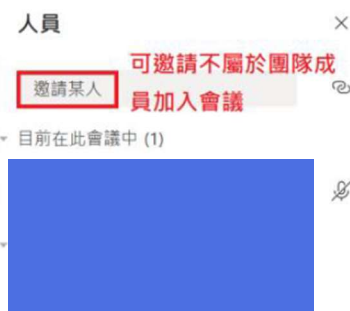 人員
可邀請不屬於團隊成
邀請某人
員加入會議
目前在此會議中 (1)